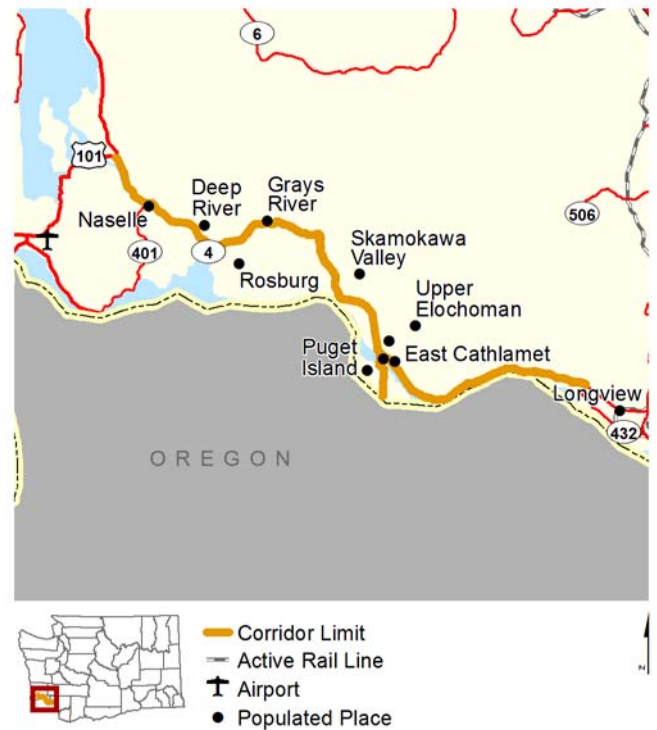 6
101
Deep
River
Grays
River
Naselle
506
401
4
Skamokawa
Valley
Rosburg
Upper
Elochoman
Puget
Island
East Cathlamet
Longview
432
OREGON
Corridor Limit
Active Rail Line
Airport
Populated Place
N